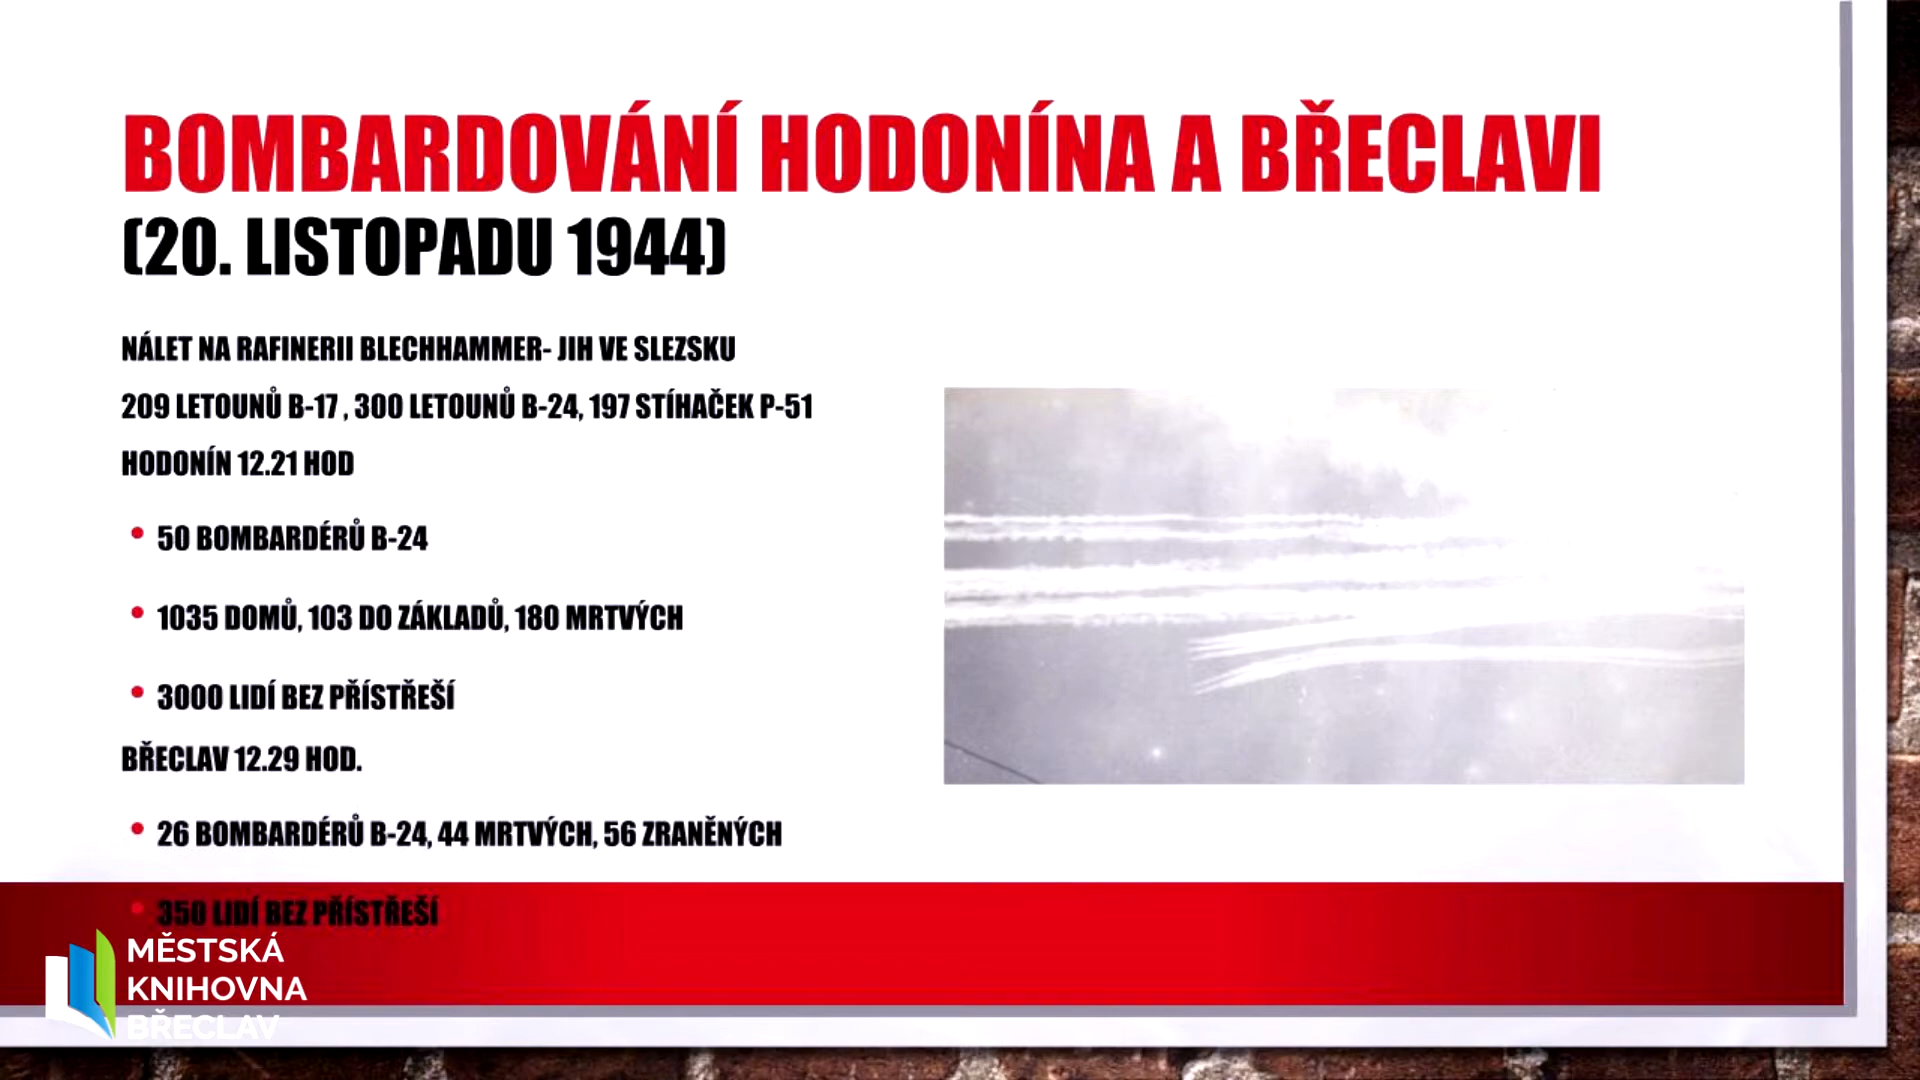 BOMBARDOVÁNÍ HODONÍNA A BŘECLAVI
(20. LISTOPADU 1944)
NÁLET NA RAFINERII BLECHHAMMER- JIH VE SLEZSKU
209 LETOUNŮ B-17 , 300 LETOUNŮ B-24, 197 STÍHAČEK P-51
HODONÍN 12.21 HOD
• 50 BOMBARDÉRŮ B-24
• 1035 DOMŮ, 103 DO ZÁKLADŮ, 180 MRTVÝCH
• 3000 LIDÍ BEZ PŘÍSTŘEŠÍ
BŘECLAV 12.29 HOD.
• 26 BOMBARDÉRŮ B-24, 44 MRTVÝCH, 56 ZRANĚNÝCH
• 350 LIDÍ BEZ PŘÍSTŘEŠÍ
MĚSTSKÁ
KNIHOVNA
BŘECLAV